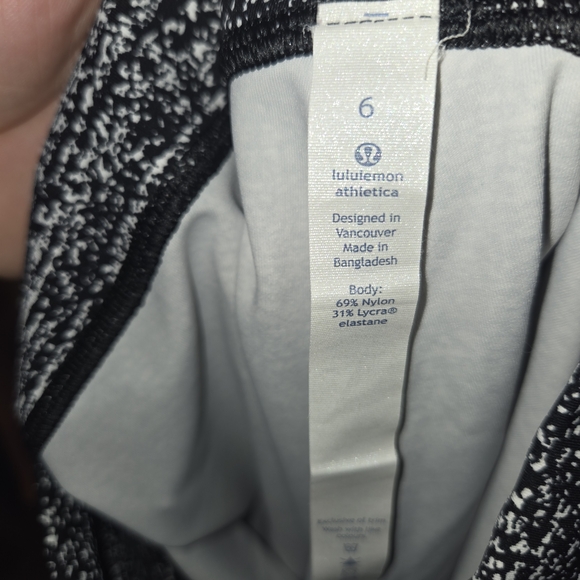 6
lululemon
athletica
Designed in
Vancouver
Made in
Bangladesh
Body:
69% Nylon
31% Lycra®
elastane